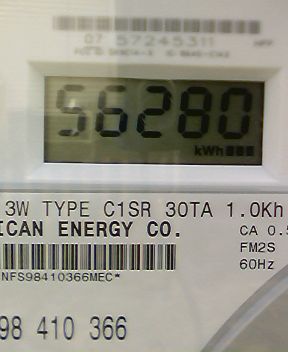 07 57245311
56280
kWh
3W TYPE C1SR 30TA 1.0Kh
ICAN ENERGY CO.
CA 0.5
FM2S
60Hz
NFS98410366MEC*
98 410 366